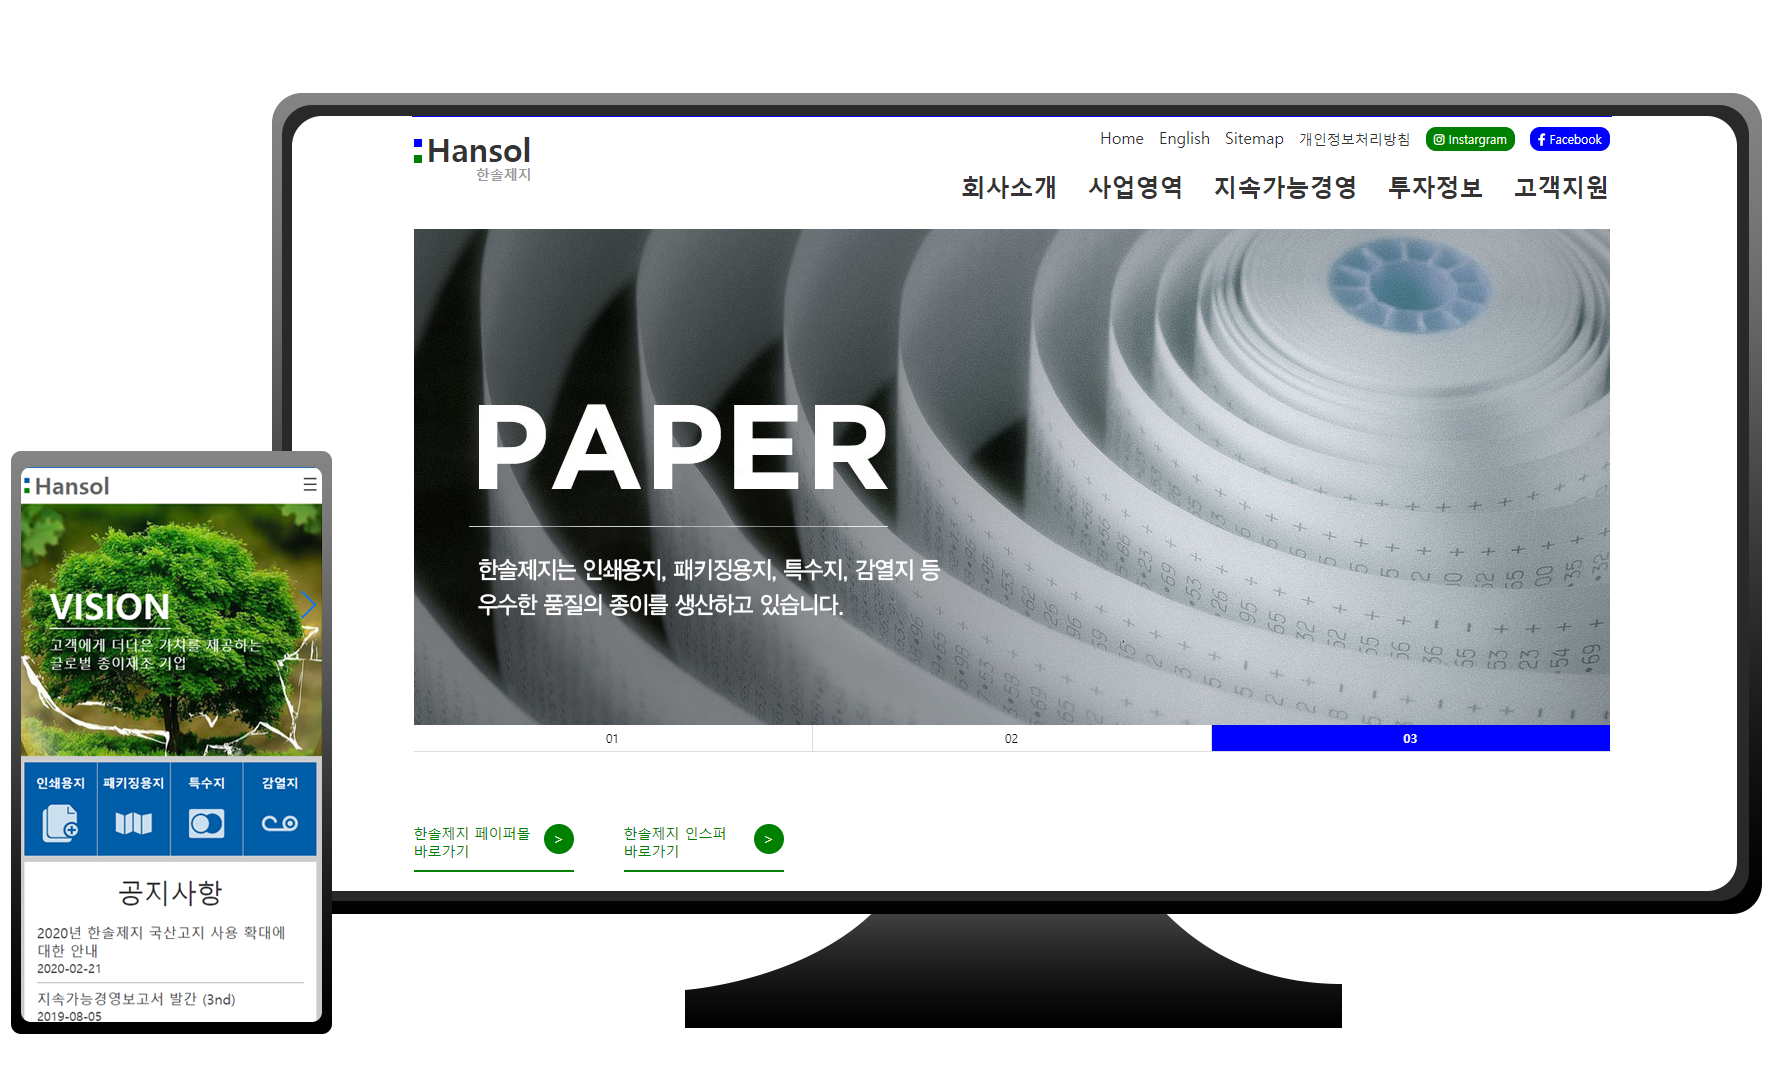 Hansol
한솔제지
Home English Sitemap 개인정보처리방침 Instargram Facebook
회사소개 사업영역 지속가능경영 투자정보 고객지원
PAPER
한솔제지는 인쇄용지, 패키징용지, 특수지, 감열지 등
우수한 품질의 종이를 생산하고 있습니다.
01 02 03
한솔제지 페이퍼몰
바로가기
>
한솔제지 인스퍼
바로가기
>
Hansol
VISION
고객에게 더나은 가치를 제공하는
글로벌 종이제조 기업
인쇄용지 패키징용지 특수지 감열지
공지사항
2020년 한솔제지 국산고지 사용 확대에
대한 안내
2020-02-21
지속가능경영보고서 발간 (3nd)
2019-08-05